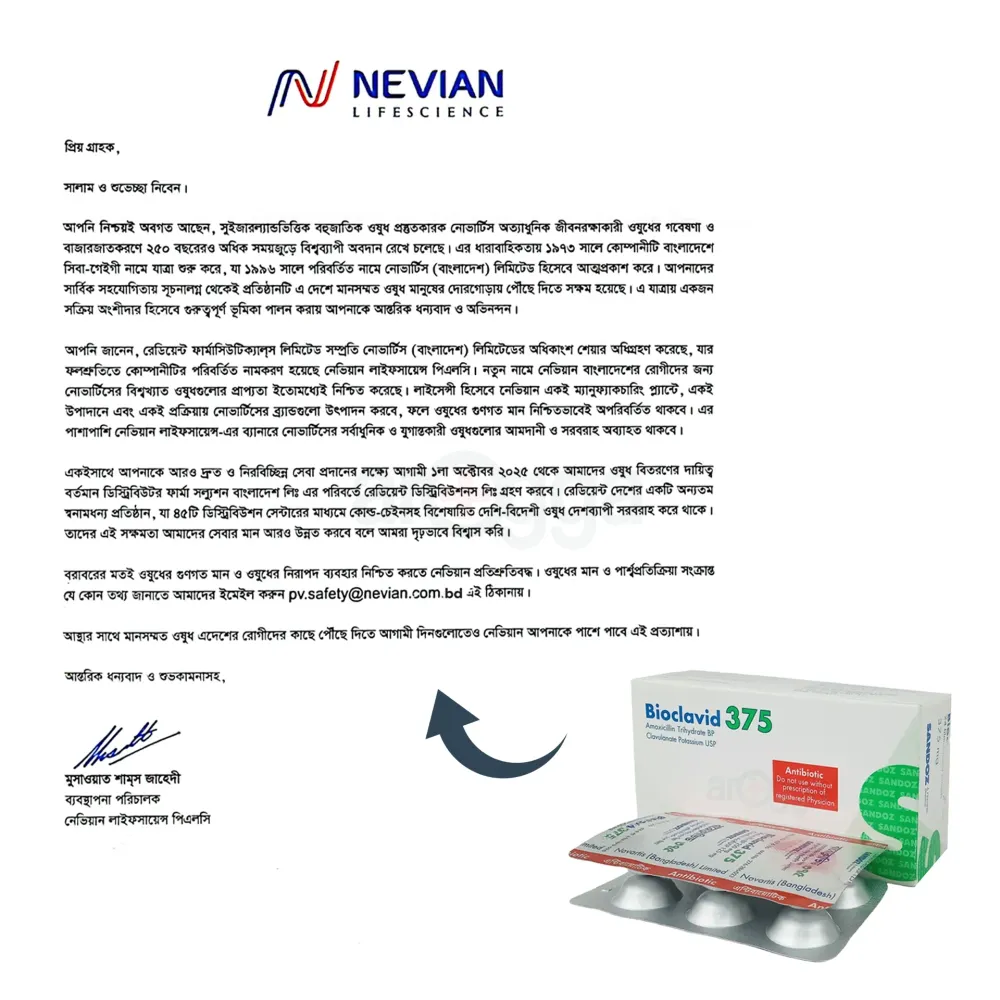 NEVIAN
LIFESCIENCE
প্রিয় গ্রাহক,
সালাম ও শুভেচ্ছা নিবেন।
আপনি নিশ্চয়ই অবগত আছেন, সুইজারল্যান্ডভিত্তিক বহুজাতিক ওষুধ প্রস্তুতকারক নোভার্টিস অত্যাধুনিক জীবনরক্ষাকারী ওষুধের গবেষণা ও
বাজারজাতকরণে ২৫০ বছরেরও অধিক সময়জুড়ে বিশ্বব্যাপী অবদান রেখে চলেছে। এর ধারাবাহিকতায় ১৯৭৩ সালে কোম্পানীটি বাংলাদেশে
সিবা-গেইগী নামে যাত্রা শুরু করে, যা ১৯৯৬ সালে পরিবর্তিত নামে নোভার্টিস (বাংলাদেশ) লিমিটেড হিসেবে আত্মপ্রকাশ করে। আপনাদের
সার্বিক সহযোগিতায় সূচনালগ্ন থেকেই প্রতিষ্ঠানটি এ দেশে মানসম্মত ওষুধ মানুষের দোরগোড়ায় পৌঁছে দিতে সক্ষম হয়েছে। এ যাত্রায় একজন
সক্রিয় অংশীদার হিসেবে গুরুত্বপূর্ণ ভূমিকা পালন করায় আপনাকে আন্তরিক ধন্যবাদ ও অভিনন্দন।
আপনি জানেন, রেডিয়েন্ট ফার্মাসিউটিক্যাল্‌স লিমিটেড সম্প্রতি নোভার্টিস (বাংলাদেশ) লিমিটেডের অধিকাংশ শেয়ার অধিগ্রহণ করেছে, যার
ফলশ্রুতিতে কোম্পানীটির পরিবর্তিত নামকরণ হয়েছে নেভিয়ান লাইফসায়েন্স পিএলসি। নতুন নামে নেভিয়ান বাংলাদেশের রোগীদের জন্য
নোভার্টিসের বিশ্বখ্যাত ওষুধগুলোর প্রাপ্যতা ইতোমধ্যেই নিশ্চিত করেছে। লাইসেন্সী হিসেবে নেভিয়ান একই ম্যানুফ্যাকচারিং প্ল্যান্টে, একই
উপাদানে এবং একই প্রক্রিয়ায় নোভার্টিসের ব্র্যান্ডগুলো উৎপাদন করবে, ফলে ওষুধের গুণগত মান নিশ্চিতভাবেই অপরিবর্তিত থাকবে। এর
পাশাপাশি নেভিয়ান লাইফসায়েন্স-এর ব্যানারে নোভার্টিসের সর্বাধুনিক ও যুগান্তকারী ওষুধগুলোর আমদানী ও সরবরাহ অব্যাহত থাকবে।
একইসাথে আপনাকে আরও দ্রুত ও নিরবিচ্ছিন্ন সেবা প্রদানের লক্ষ্যে আগামী ১লা অক্টোবর ২০২৫ থেকে আমাদের ওষুধ বিতরণের দায়িত্ব
বর্তমান ডিস্ট্রিবিউটর ফার্মা সল্যুশন বাংলাদেশ লিঃ এর পরিবর্তে রেডিয়েন্ট ডিস্ট্রিবিউশনস লিঃ গ্রহণ করবে। রেডিয়েন্ট দেশের একটি অন্যতম
স্বনামধন্য প্রতিষ্ঠান, যা ৪৫টি ডিস্ট্রিবিউশন সেন্টারের মাধ্যমে কোল্ড-চেইনসহ বিশেষায়িত দেশি-বিদেশী ওষুধ দেশব্যাপী সরবরাহ করে থাকে।
তাদের এই সক্ষমতা আমাদের সেবার মান আরও উন্নত করবে বলে আমরা দৃঢ়ভাবে বিশ্বাস করি।
বরাবরের মতই ওষুধের গুণগত মান ও ওষুধের নিরাপদ ব্যবহার নিশ্চিত করতে নেভিয়ান প্রতিশ্রুতিবদ্ধ। ওষুধের মান ও পার্শ্বপ্রতিক্রিয়া সংক্রান্ত
যে কোন তথ্য জানাতে আমাদের ইমেইল করুন pv.safety@nevian.com.bd এই ঠিকানায়।
আস্থার সাথে মানসম্মত ওষুধ এদেশের রোগীদের কাছে পৌঁছে দিতে আগামী দিনগুলোতেও নেভিয়ান আপনাকে পাশে পাবে এই প্রত্যাশায়।
আন্তরিক ধন্যবাদ ও শুভকামনাসহ,
মুসাওয়াত শাম্‌স জাহেদী
ব্যবস্থাপনা পরিচালক
নেভিয়ান লাইফসায়েন্স পিএলসি
Bioclavid 375
Amoxicillin Trihydrate BP
Clavulanate Potassium USP
Antibiotic
Do not use without
prescription of
registered Physician
SANDOZ
Bioclavid 375
Novartis (Bangladesh) Limited
Novartis (Bangladesh)
Antibiotic
এন্টিবায়োটিক